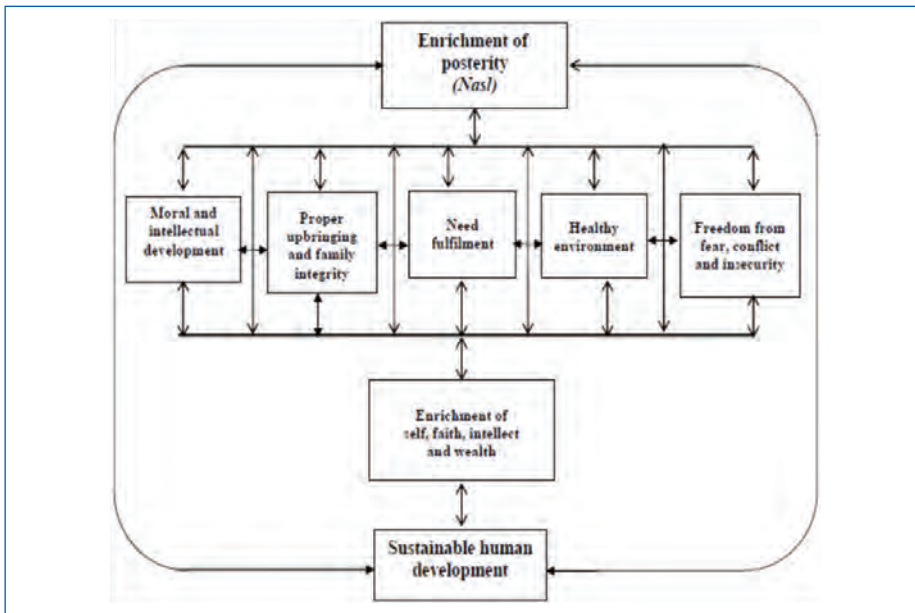 Enrichment of
posterity
(Nasl)
Moral and
intellectual
development
Proper
upbringing
and family
integrity
Need
fulfilment
Healthy
environment
Freedom from
fear, conflict
and insecurity
Enrichment of
self, faith, intellect
and wealth
Sustainable human
development